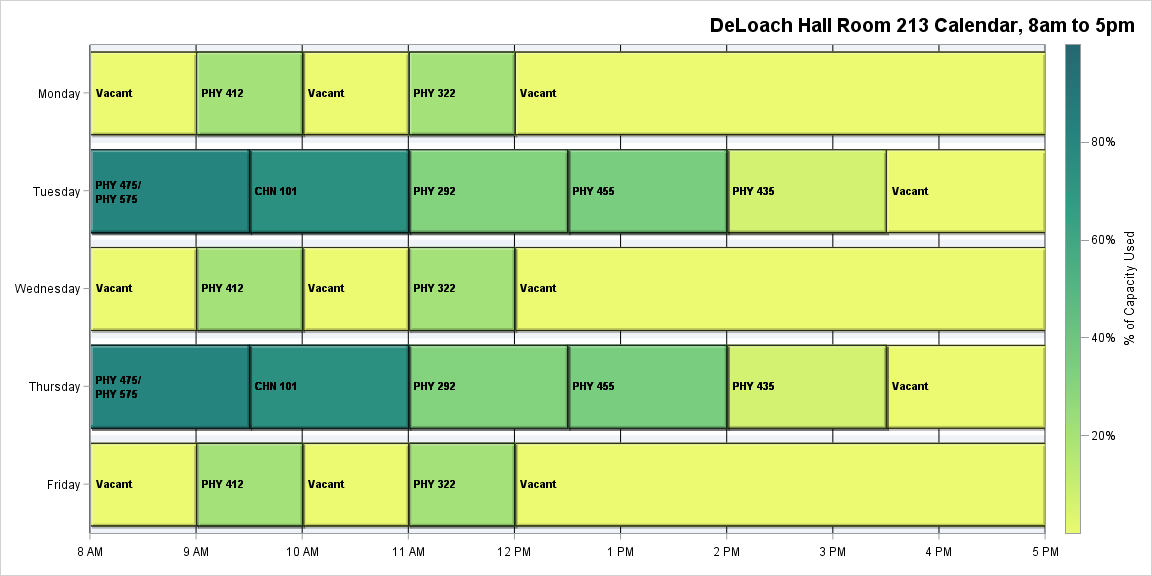 DeLoach Hall Room 213 Calendar, 8am to 5pm
Monday
Vacant
PHY 412
Vacant
PHY 322
Vacant
Tuesday
PHY 475/
PHY 575
CHN 101
PHY 292
PHY 455
PHY 435
Vacant
Wednesday
Vacant
PHY 412
Vacant
PHY 322
Vacant
Thursday
PHY 475/
PHY 575
CHN 101
PHY 292
PHY 455
PHY 435
Vacant
Friday
Vacant
PHY 412
Vacant
PHY 322
Vacant
8 AM
9 AM
10 AM
11 AM
12 PM
1 PM
2 PM
3 PM
4 PM
5 PM
80%
60%
40%
20%
% of Capacity Used